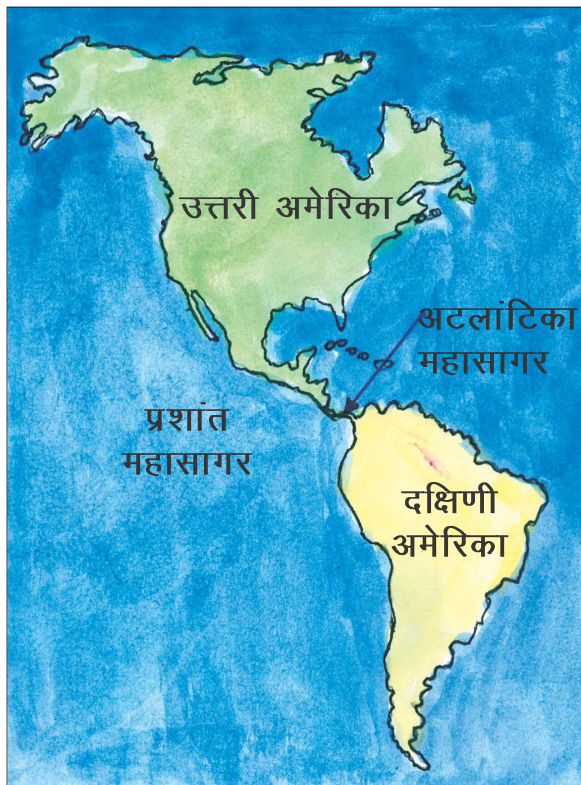 उत्तरी अमेरिका
अटलांटिका
महासागर
प्रशांत
महासागर
दक्षिणी
अमेरिका